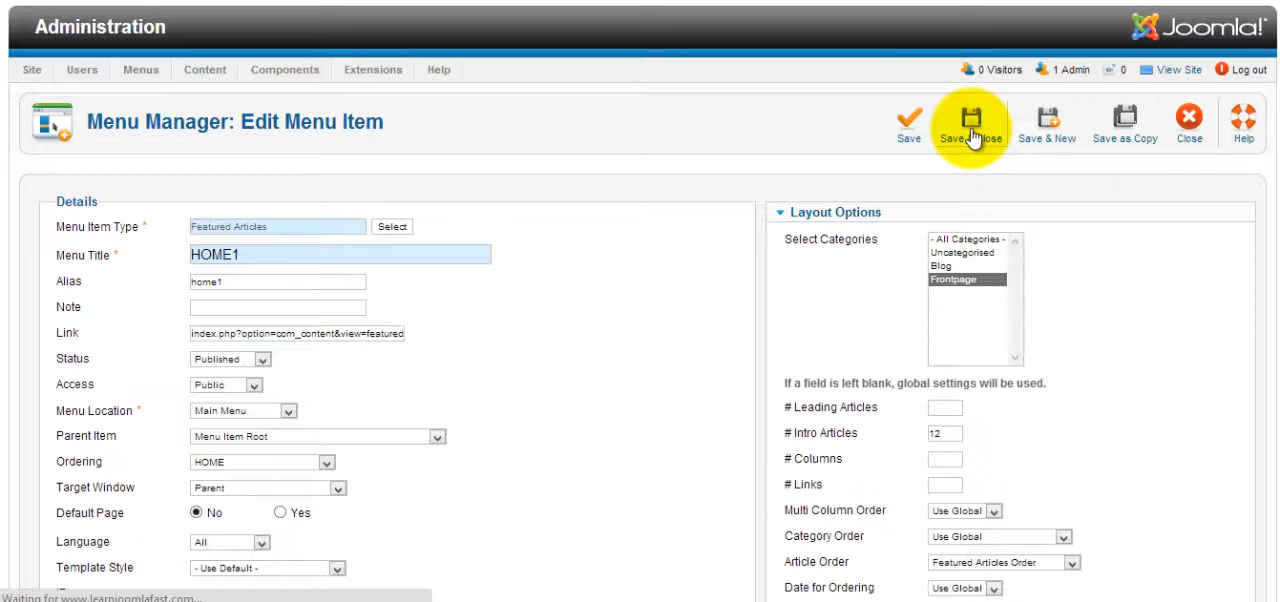 Administration
Joomla!
Site Users Menus Content Components Extensions Help
0 Visitors 1 Admin 0 View Site Log out
Menu Manager: Edit Menu Item
Save Save & Close Save & New Save as Copy Close Help
Details
Menu Item Type * Featured Articles Select
Menu Title * HOME1
Alias home1
Note
Link index.php?option=com_content&view=featured
Status Published
Access Public
Menu Location * Main Menu
Parent Item Menu Item Root
Ordering HOME
Target Window Parent
Default Page No Yes
Language All
Template Style - Use Default -
Layout Options
Select Categories - All Categories -
Uncategorised
Blog
Frontpage
If a field is left blank, global settings will be used.
# Leading Articles
# Intro Articles 12
# Columns
# Links
Multi Column Order Use Global
Category Order Use Global
Article Order Featured Articles Order
Date for Ordering Use Global
Waiting for www.learnjoomlafast.com...